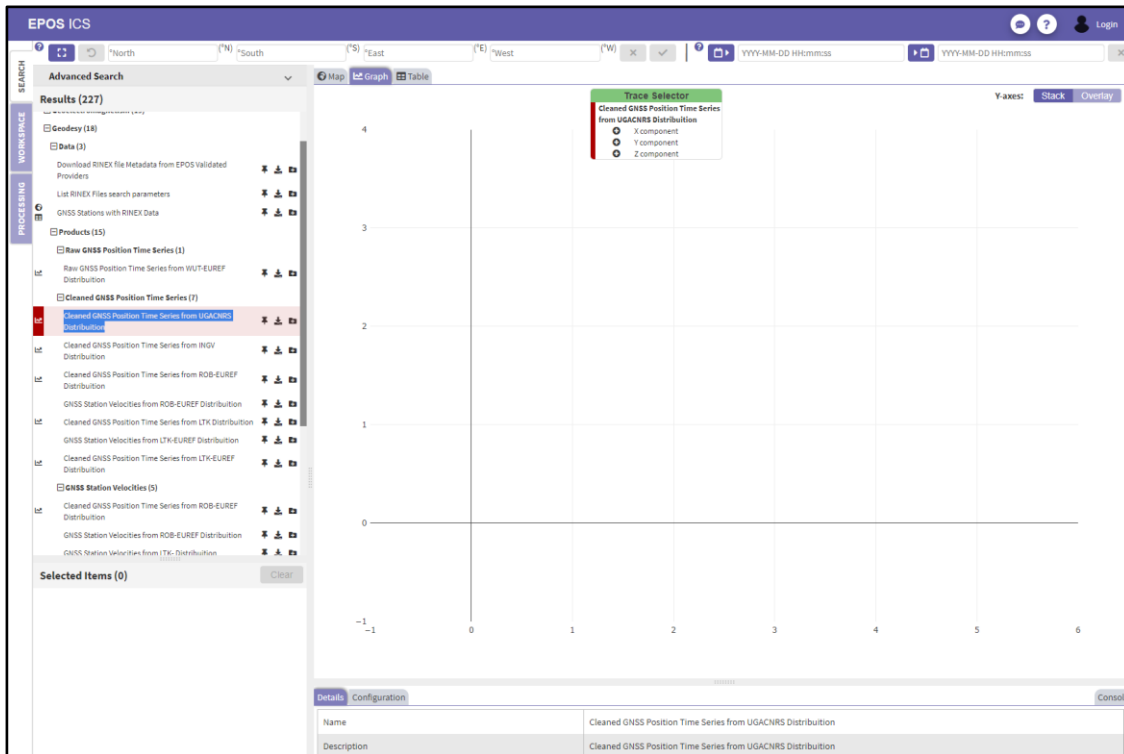 EPOS ICS
Login
°North
(°N)
°South
(°S)
°East
(°E)
°West
(°W)
YYYY-MM-DD HH:mm:ss
YYYY-MM-DD HH:mm:ss
SEARCH
WORKSPACE
PROCESSING
Advanced Search
Results (227)
Geodesy (18)
Data (3)
Download RINEX file Metadata from EPOS Validated
Providers
List RINEX Files search parameters
GNSS Stations with RINEX Data
Products (15)
Raw GNSS Position Time Series (1)
Raw GNSS Position Time Series from WUT-EUREF
Distribuition
Cleaned GNSS Position Time Series (7)
Cleaned GNSS Position Time Series from UGACNRS
Distribuition
Cleaned GNSS Position Time Series from INGV
Distribuition
Cleaned GNSS Position Time Series from ROB-EUREF
Distribuition
GNSS Station Velocities from ROB-EUREF Distribuition
Cleaned GNSS Position Time Series from LTK Distribuition
GNSS Station Velocities from LTK-EUREF Distribuition
Cleaned GNSS Position Time Series from LTK-EUREF
Distribuition
GNSS Station Velocities (5)
Cleaned GNSS Position Time Series from ROB-EUREF
Distribuition
GNSS Station Velocities from ROB-EUREF Distribuition
GNSS Station Velocities from LTK- Distribuition
Selected Items (0)
Clear
Map
Graph
Table
Trace Selector
Cleaned GNSS Position Time Series
from UGACNRS Distribuition
X component
Y component
Z component
Y-axes:
Stack
Overlay
4
3
2
1
0
−1
−1
0
1
2
3
4
5
6
Details
Configuration
Consol
Name
Cleaned GNSS Position Time Series from UGACNRS Distribuition
Description
Cleaned GNSS Position Time Series from UGACNRS Distribuition